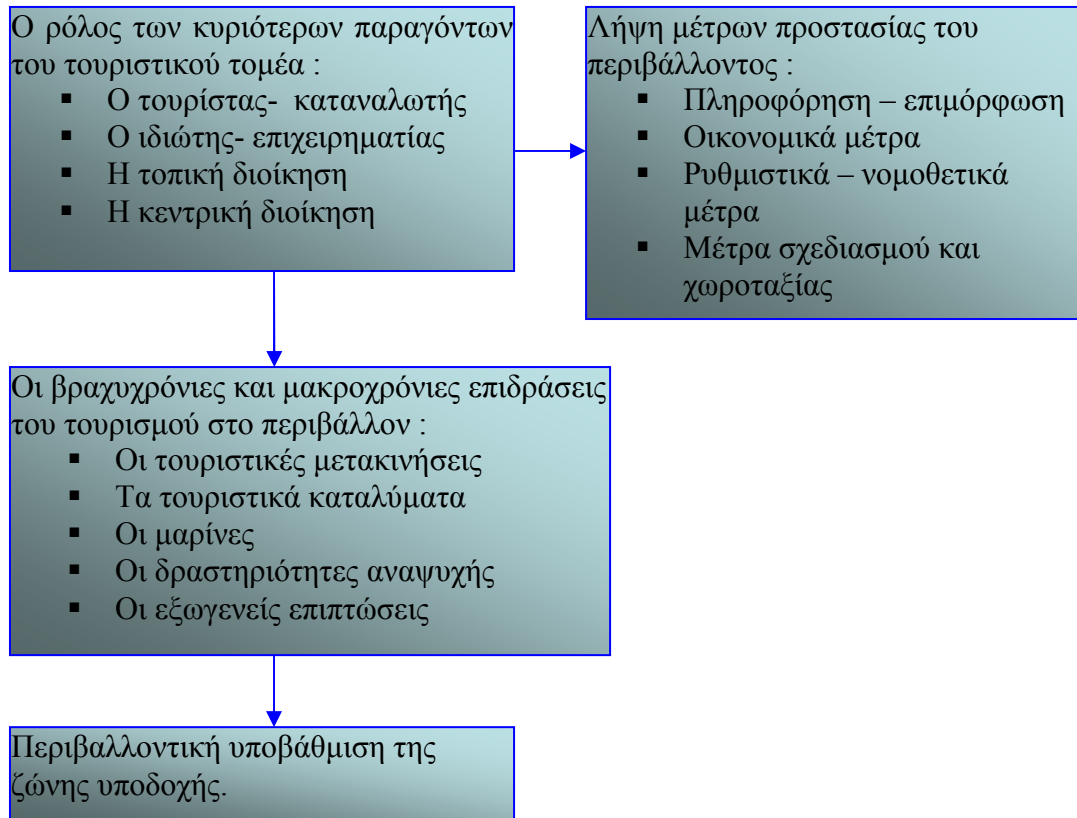 Ο ρόλος των κυριότερων παραγόντων
του τουριστικού τομέα :
▪ Ο τουρίστας- καταναλωτής
▪ Ο ιδιώτης- επιχειρηματίας
▪ Η τοπική διοίκηση
▪ Η κεντρική διοίκηση
Λήψη μέτρων προστασίας του
περιβάλλοντος :
▪ Πληροφόρηση – επιμόρφωση
▪ Οικονομικά μέτρα
▪ Ρυθμιστικά – νομοθετικά
μέτρα
▪ Μέτρα σχεδιασμού και
χωροταξίας
Οι βραχυχρόνιες και μακροχρόνιες επιδράσεις
του τουρισμού στο περιβάλλον :
▪ Οι τουριστικές μετακινήσεις
▪ Τα τουριστικά καταλύματα
▪ Οι μαρίνες
▪ Οι δραστηριότητες αναψυχής
▪ Οι εξωγενείς επιπτώσεις
Περιβαλλοντική υποβάθμιση της
ζώνης υποδοχής.